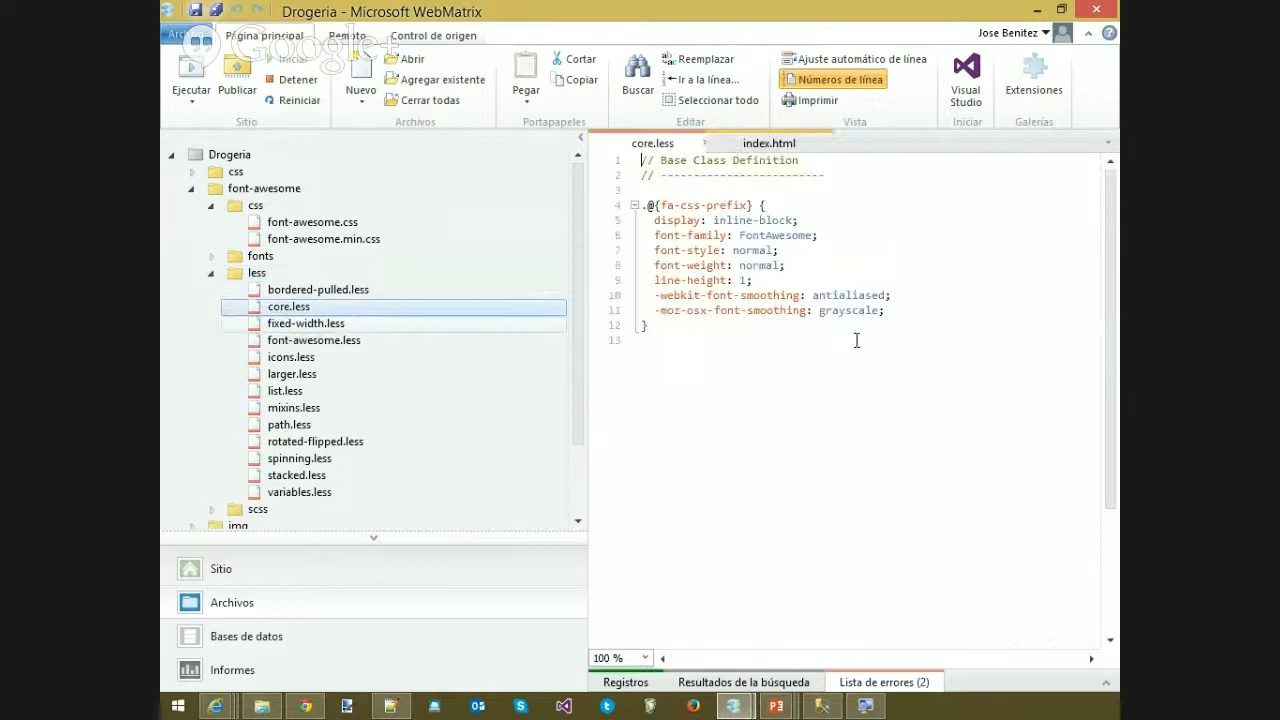 Drogeria - Microsoft WebMatrix
Archivo
Página principal
Remoto
Control de origen
Jose Benitez
Google+
Ejecutar
Publicar
Iniciar
Detener
Reiniciar
Sitio
Nuevo
Abrir
Agregar existente
Cerrar todas
Archivos
Pegar
Cortar
Copiar
Portapapeles
Buscar
Reemplazar
Ir a la línea...
Seleccionar todo
Editar
Ajuste automático de línea
Números de línea
Imprimir
Vista
Visual
Studio
Iniciar
Extensiones
Galerías
Drogeria
css
font-awesome
css
font-awesome.css
font-awesome.min.css
fonts
less
bordered-pulled.less
core.less
fixed-width.less
font-awesome.less
icons.less
larger.less
list.less
mixins.less
path.less
rotated-flipped.less
spinning.less
stacked.less
variables.less
scss
img
Sitio
Archivos
Bases de datos
Informes
core.less
index.html
1 // Base Class Definition
2 // -------------------------
3
4 .@{fa-css-prefix} {
5 display: inline-block;
6 font-family: FontAwesome;
7 font-style: normal;
8 font-weight: normal;
9 line-height: 1;
10 -webkit-font-smoothing: antialiased;
11 -moz-osx-font-smoothing: grayscale;
12 }
13
100 %
Registros
Resultados de la búsqueda
Lista de errores (2)